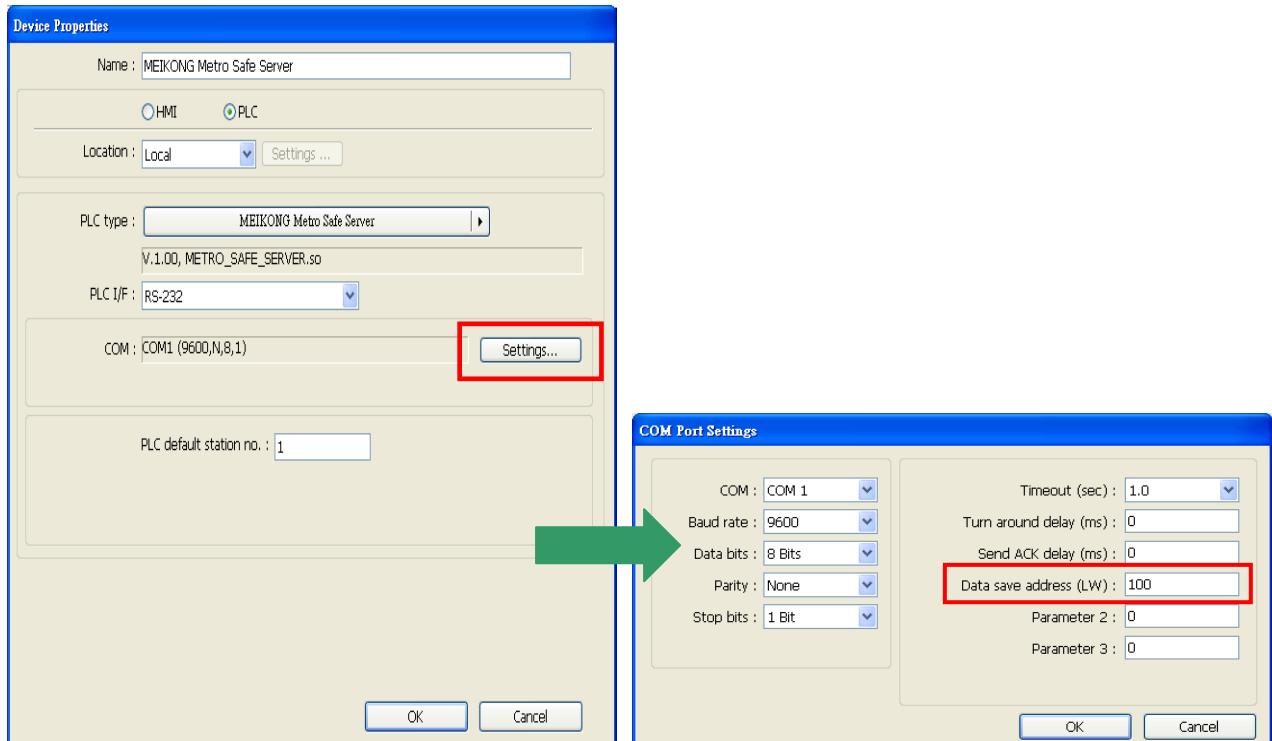 Device Properties
Name : MEIKONG Metro Safe Server
HMI PLC
Location : Local Settings ...
PLC type : MEIKONG Metro Safe Server
V.1.00, METRO_SAFE_SERVER.so
PLC I/F : RS-232
COM : COM1 (9600,N,8,1) Settings...
PLC default station no. : 1
OK Cancel
COM Port Settings
COM : COM 1
Baud rate : 9600
Data bits : 8 Bits
Parity : None
Stop bits : 1 Bit
Timeout (sec) : 1.0
Turn around delay (ms) : 0
Send ACK delay (ms) : 0
Data save address (LW) : 100
Parameter 2 : 0
Parameter 3 : 0
OK Cancel